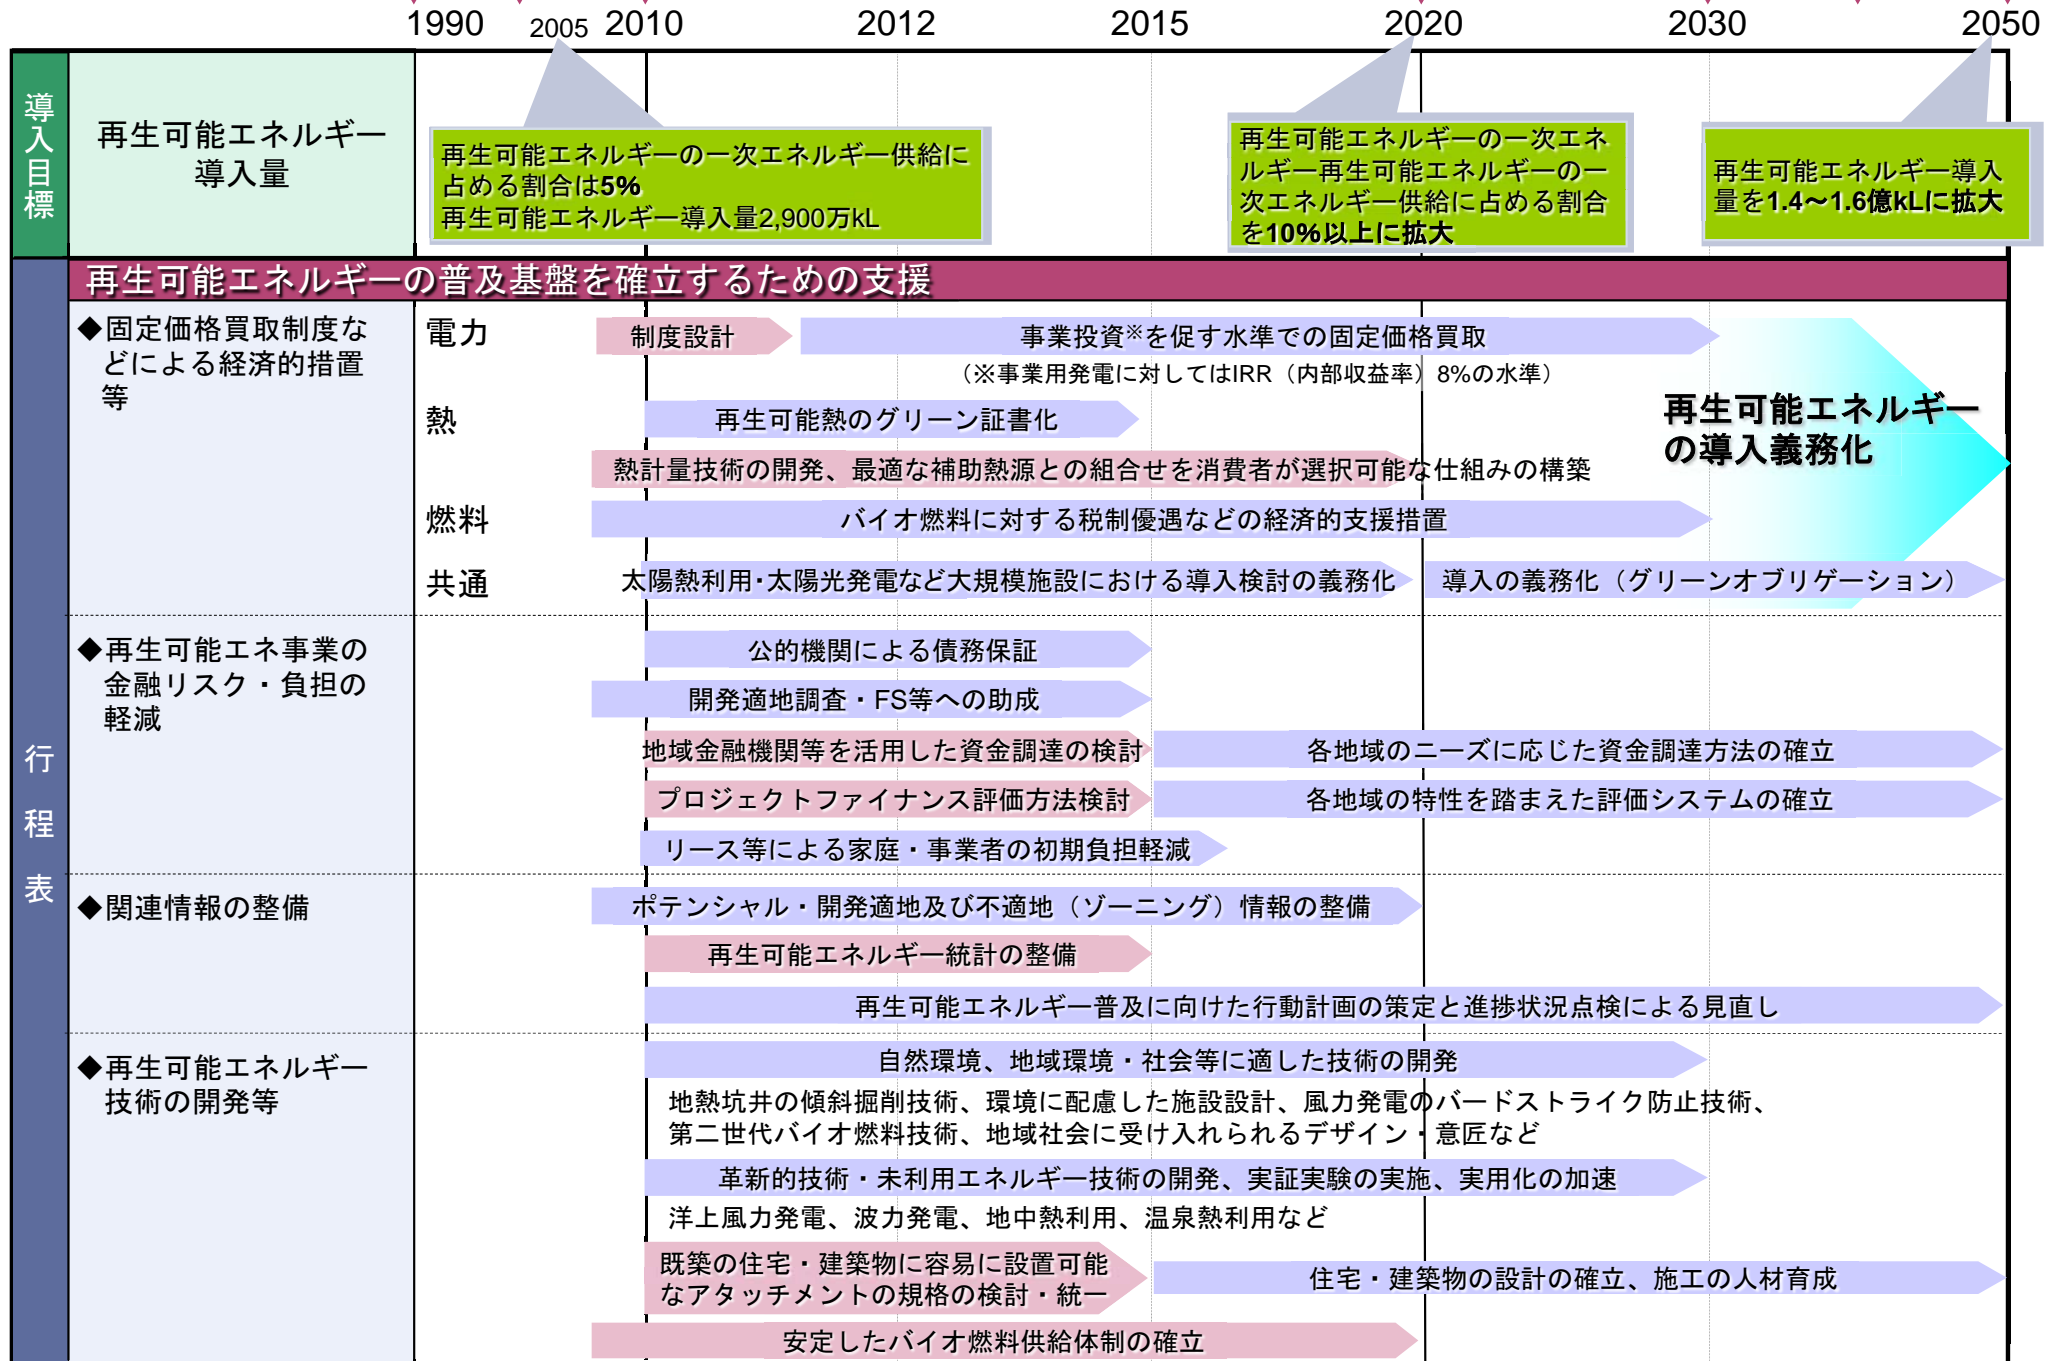 1990 2005 2010 2012 2015 2020 2030 2050
導入目標
再生可能エネルギー
導入量
再生可能エネルギーの一次エネルギー供給に
占める割合は5%
再生可能エネルギー導入量2,900万kL
再生可能エネルギーの一次エネ
ルギー再生可能エネルギーの一
次エネルギー供給に占める割合
を10%以上に拡大
再生可能エネルギー導入
量を1.4〜1.6億kLに拡大
行程表
再生可能エネルギーの普及基盤を確立するための支援
◆固定価格買取制度な
どによる経済的措置
等
電力
制度設計
事業投資※を促す水準での固定価格買取
（※事業用発電に対してはIRR（内部収益率）8%の水準）
熱
再生可能熱のグリーン証書化
熱計量技術の開発、最適な補助熱源との組合せを消費者が選択可能な仕組みの構築
燃料
バイオ燃料に対する税制優遇などの経済的支援措置
共通
太陽熱利用・太陽光発電など大規模施設における導入検討の義務化
導入の義務化（グリーンオブリゲーション）
再生可能エネルギー
の導入義務化
◆再生可能エネ事業の
金融リスク・負担の
軽減
公的機関による債務保証
開発適地調査・FS等への助成
地域金融機関等を活用した資金調達の検討
各地域のニーズに応じた資金調達方法の確立
プロジェクトファイナンス評価方法検討
各地域の特性を踏まえた評価システムの確立
リース等による家庭・事業者の初期負担軽減
◆関連情報の整備
ポテンシャル・開発適地及び不適地（ゾーニング）情報の整備
再生可能エネルギー統計の整備
再生可能エネルギー普及に向けた行動計画の策定と進捗状況点検による見直し
◆再生可能エネルギー
技術の開発等
自然環境、地域環境・社会等に適した技術の開発
地熱坑井の傾斜掘削技術、環境に配慮した施設設計、風力発電のバードストライク防止技術、
第二世代バイオ燃料技術、地域社会に受け入れられるデザイン・意匠など
革新的技術・未利用エネルギー技術の開発、実証実験の実施、実用化の加速
洋上風力発電、波力発電、地中熱利用、温泉熱利用など
既築の住宅・建築物に容易に設置可能
なアタッチメントの規格の検討・統一
住宅・建築物の設計の確立、施工の人材育成
安定したバイオ燃料供給体制の確立